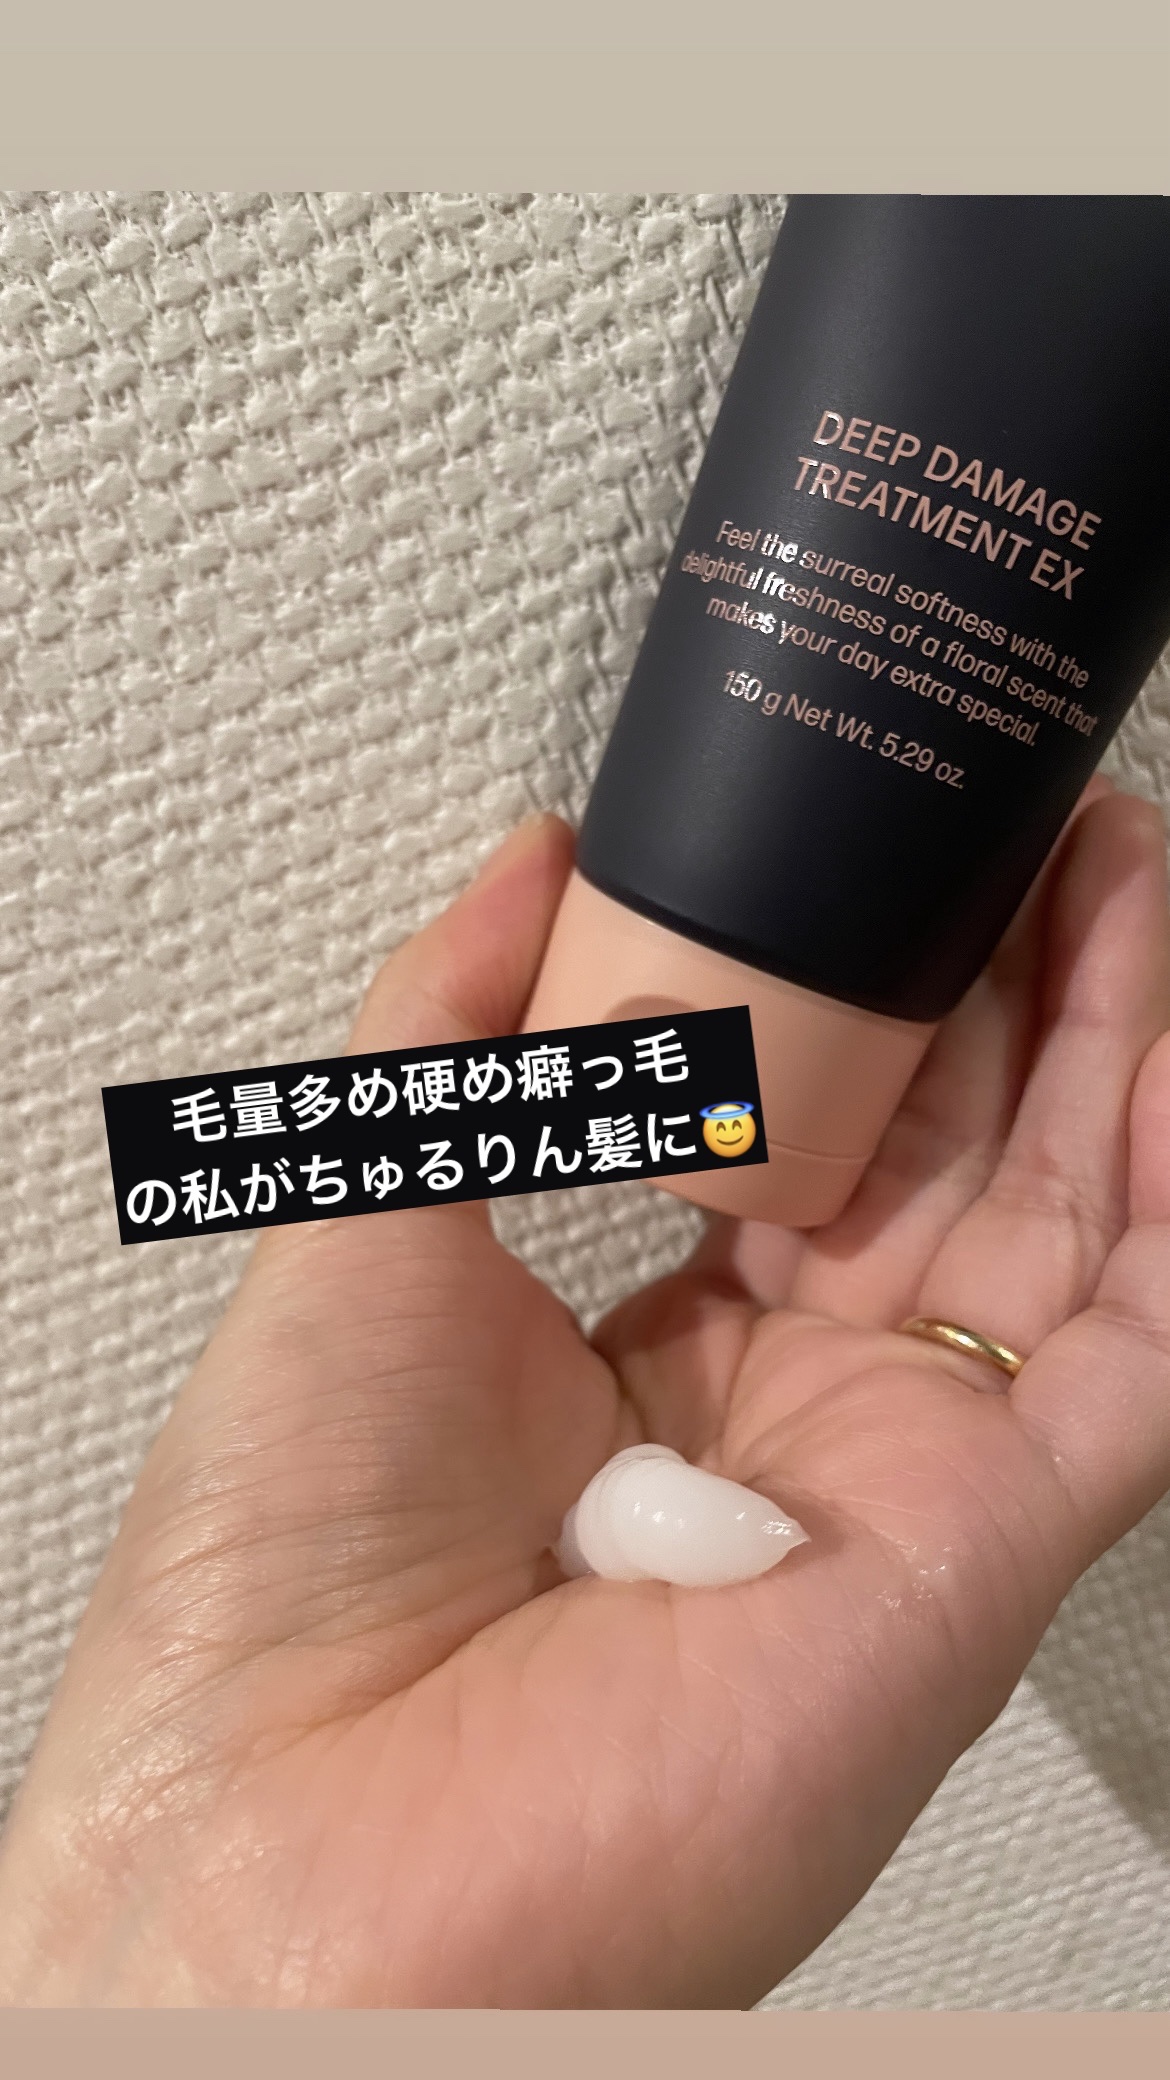 DEEP DAMAGE
TREATMENT EX
Feel the surreal softness with the
delightful freshness of a floral scent that
makes your day extra special.
150 g Net Wt. 5.29 oz.
毛量多め硬め癖っ毛
の私がちゅるりん髪に😇